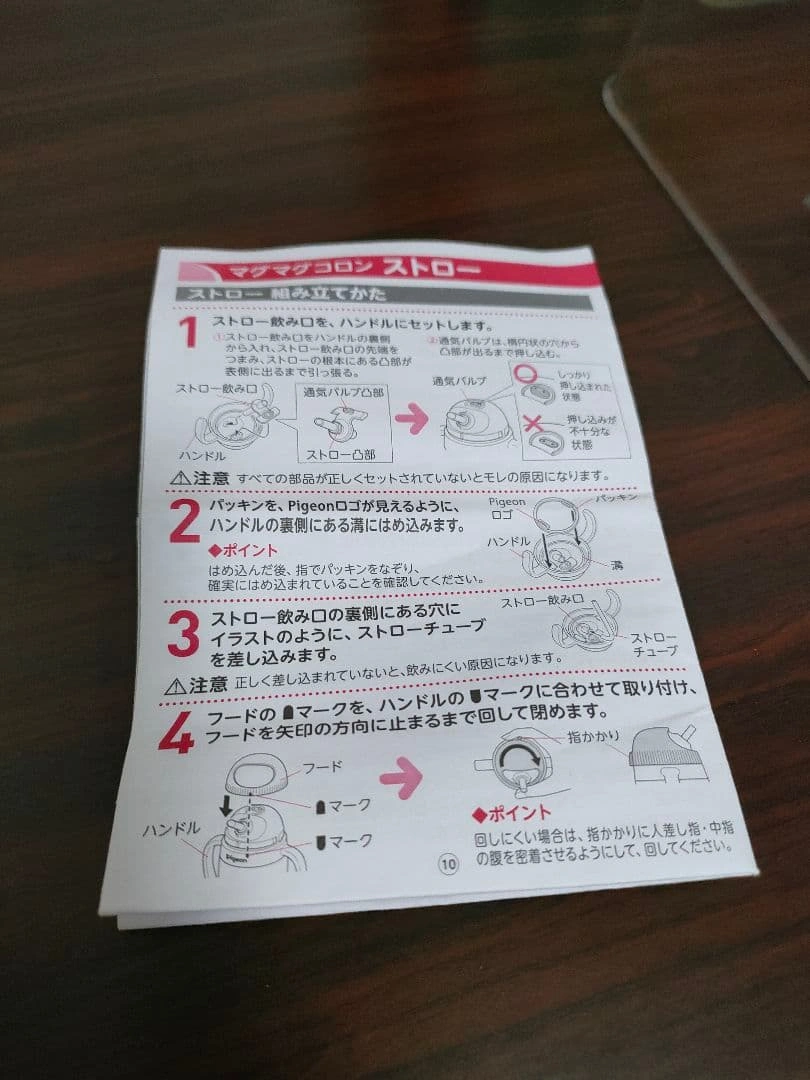 マグマグコロン ストロー
ストロー 組み立てかた
1 ストロー飲み口を、ハンドルにセットします。
①ストロー飲み口をハンドルの裏側
から入れ、ストロー飲み口の先端を
つまみ、ストローの根本にある凸部が
表側に出るまで引っ張る。
②通気バルブは、楕円状の穴から
凸部が出るまで押し込む。
ストロー飲み口
ハンドル
通気バルブ凸部
ストロー凸部
通気バルブ
しっかり
押し込まれた
状態
押し込みが
不十分な
状態
注意 すべての部品が正しくセットされていないとモレの原因になります。
2 パッキンを、Pigeonロゴが見えるように、
ハンドルの裏側にある溝にはめ込みます。
◆ポイント
はめ込んだ後、指でパッキンをなぞり、
確実にはめ込まれていることを確認してください。
Pigeon
ロゴ
パッキン
ハンドル
溝
3 ストロー飲み口の裏側にある穴に
イラストのように、ストローチューブ
を差し込みます。
ストロー飲み口
ストロー
チューブ
注意 正しく差し込まれていないと、飲みにくい原因になります。
4 フードの マークを、ハンドルの マークに合わせて取り付け、
フードを矢印の方向に止まるまで回して閉めます。
フード
マーク
ハンドル
マーク
Pigeon
指かかり
◆ポイント
回しにくい場合は、指かかりに人差し指・中指
の腹を密着させるようにして、回してください。
10